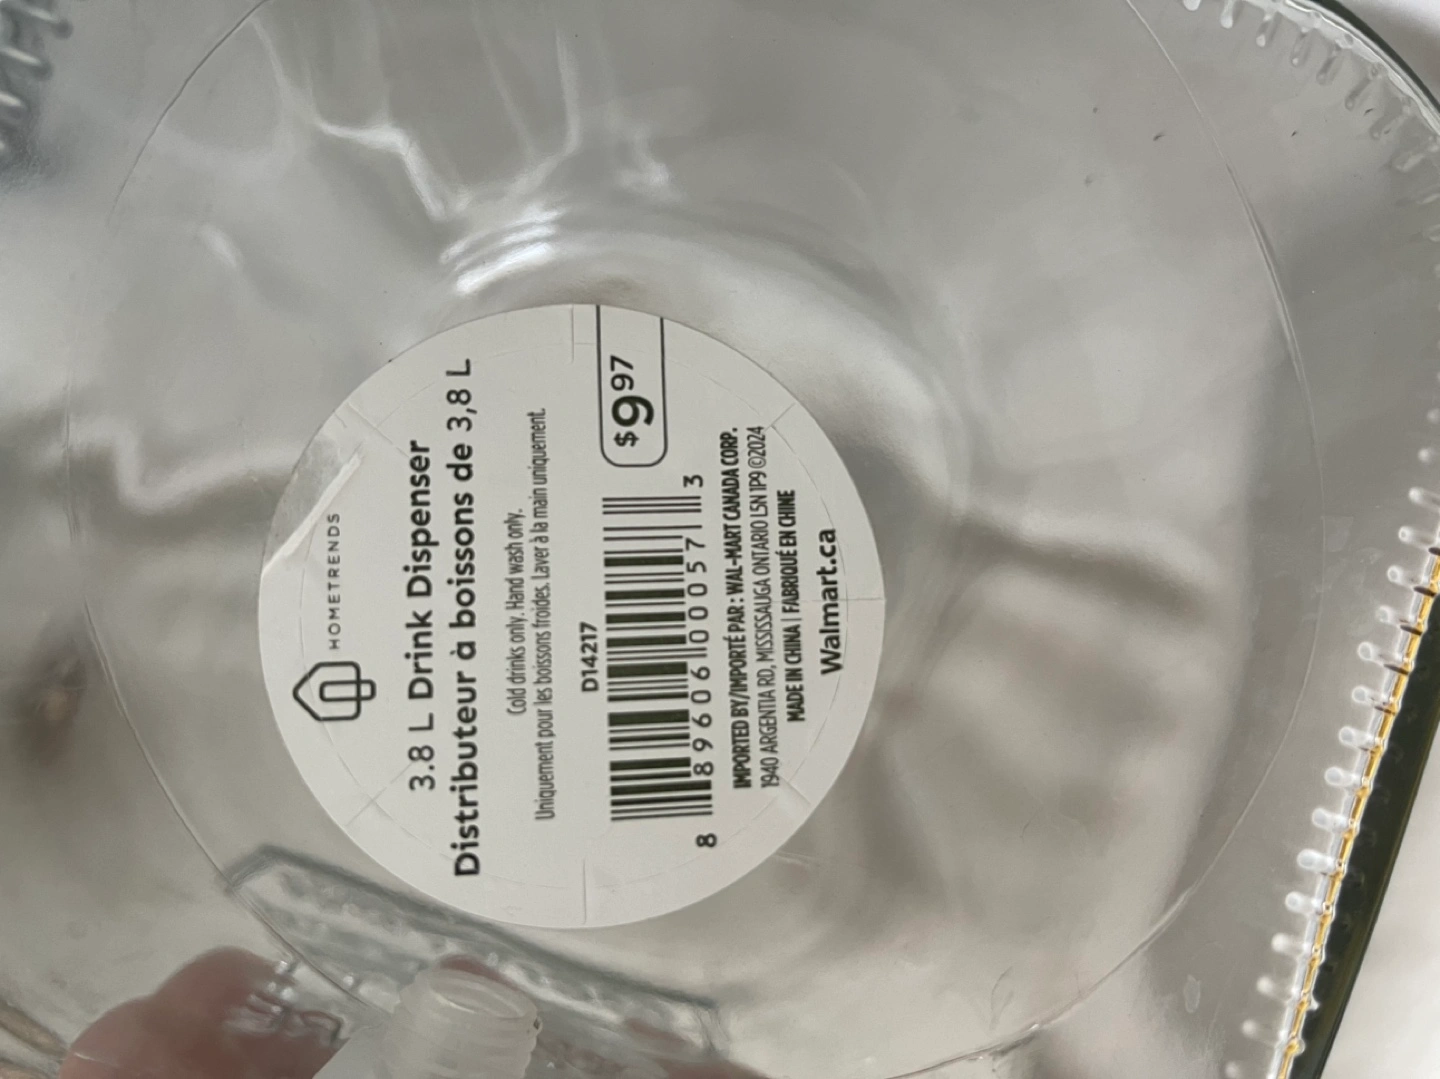 HOMETRENDS
3.8 L Drink Dispenser
Distributeur à boissons de 3,8 L
Cold drinks only. Hand wash only.
Uniquement pour les boissons froides. Laver à la main uniquement.
D14217
$997
8 89606 00057 3
IMPORTED BY/IMPORTÉ PAR : WAL-MART CANADA CORP.
1940 ARGENTIA RD, MISSISSAUGA ONTARIO L5N 1P9 ©2024
MADE IN CHINA | FABRIQUÉ EN CHINE
Walmart.ca